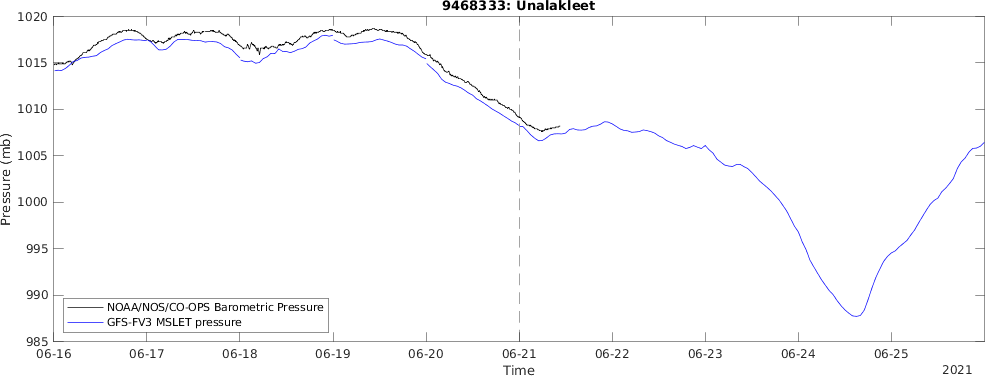 9468333: Unalakleet
1020
1015
1010
1005
1000
995
990
985
Pressure (mb)
NOAA/NOS/CO-OPS Barometric Pressure
GFS-FV3 MSLET pressure
06-16 06-17 06-18 06-19 06-20 06-21 06-22 06-23 06-24 06-25
Time
2021